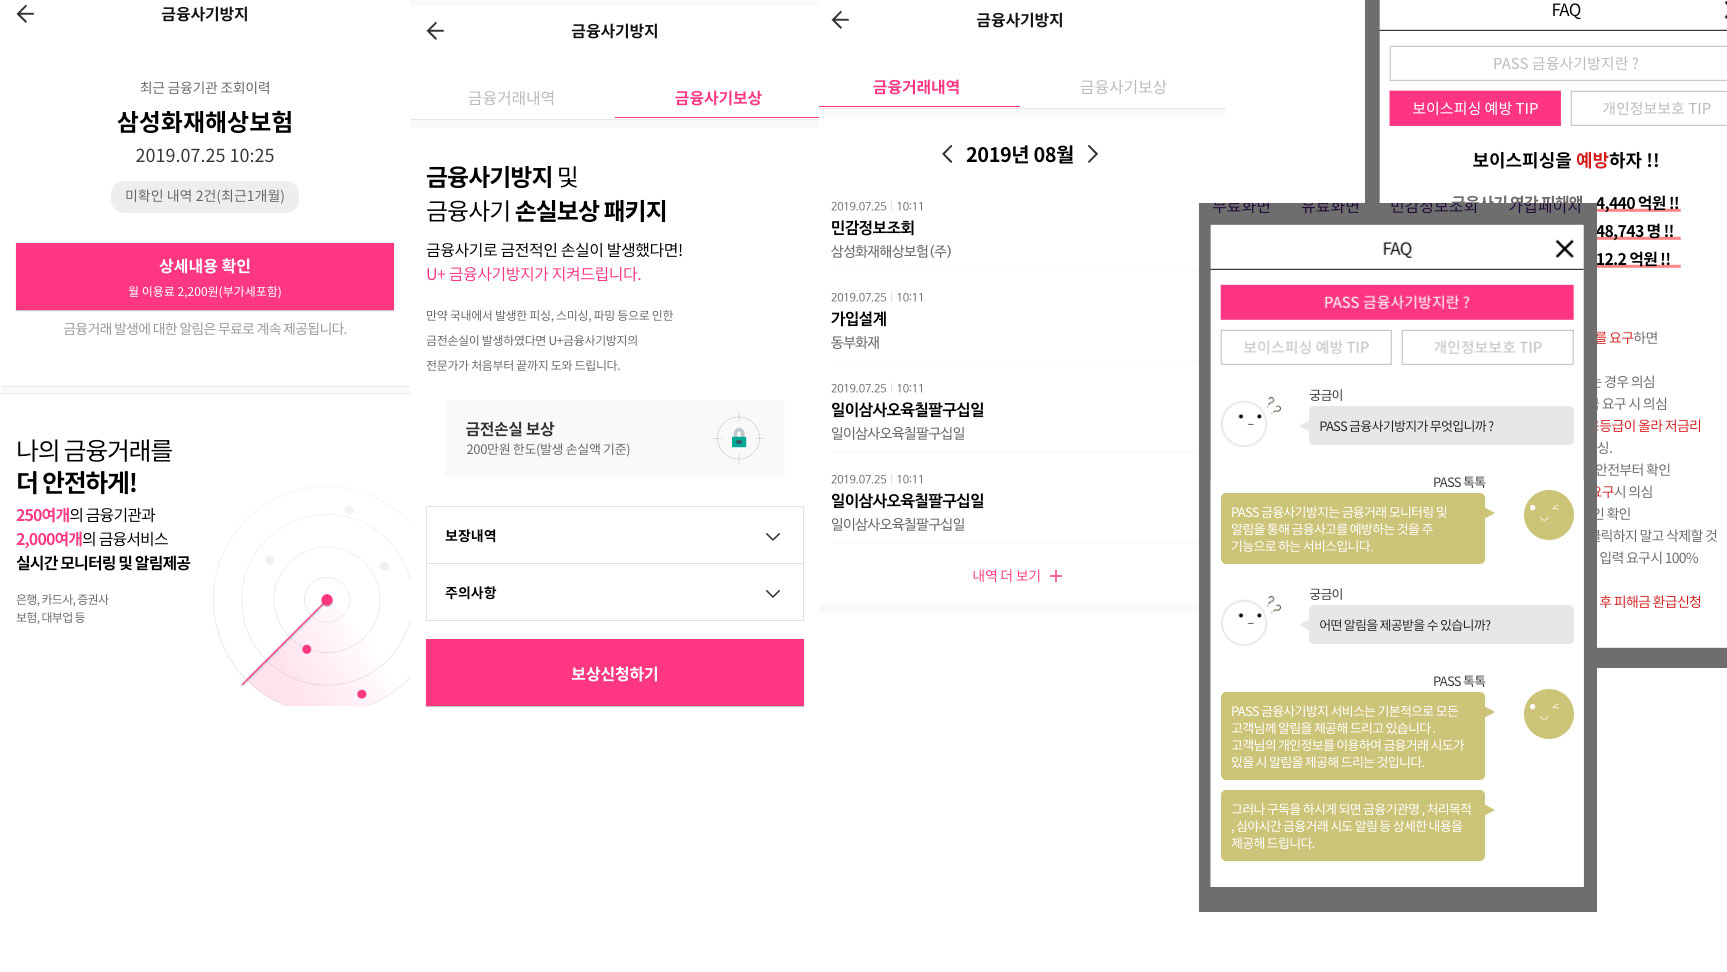 금융사기방지
최근 금융기관 조회이력
삼성화재해상보험
2019.07.25 10:25
미확인 내역 2건(최근1개월)
상세내용 확인
월 이용료 2,200원(부가세포함)
금융거래 발생에 대한 알림은 무료로 계속 제공됩니다.
나의 금융거래를
더 안전하게!
250여개의 금융기관과
2,000여개의 금융서비스
실시간 모니터링 및 알림제공
은행, 카드사, 증권사
보험, 대부업 등
금융사기방지
금융거래내역 금융사기보상
금융사기방지 및
금융사기 손실보상 패키지
금융사기로 금전적인 손실이 발생했다면!
U+ 금융사기방지가 지켜드립니다.
만약 국내에서 발생한 피싱, 스미싱, 파밍 등으로 인한
금전손실이 발생하였다면 U+금융사기방지의
전문가가 처음부터 끝까지 도와 드립니다.
금전손실 보상
200만원 한도(발생 손실액 기준)
보장내역
주의사항
보상신청하기
금융사기방지
금융거래내역 금융사기보상
2019년 08월
2019.07.25 | 10:11
민감정보조회
삼성화재해상보험(주)
2019.07.25 | 10:11
가입설계
동부화재
2019.07.25 | 10:11
일이삼사오육칠팔구십일
일이삼사오육칠팔구십일
2019.07.25 | 10:11
일이삼사오육칠팔구십일
일이삼사오육칠팔구십일
내역 더 보기 +
FAQ
PASS 금융사기방지란 ?
보이스피싱 예방 TIP 개인정보보호 TIP
보이스피싱을 예방하자 !!
금융사기 연간 피해액 4,440 억원 !!
48,743 명 !!
12.2 억원 !!
를 요구하면
는 경우 의심
요구 시 의심
등급이 올라 저금리
싱.
안전부터 확인
요구시 의심
인 확인
클릭하지 말고 삭제할 것
입력 요구시 100%
후 피해금 환급신청
무료화면 유료화면 민감정보조회 가입페이지
FAQ
PASS 금융사기방지란 ?
보이스피싱 예방 TIP 개인정보보호 TIP
궁금이
PASS 금융사기방지가 무엇입니까 ?
PASS 톡톡
PASS 금융사기방지는 금융거래 모니터링 및
알림을 통해 금융사고를 예방하는 것을 주
기능으로 하는 서비스입니다.
궁금이
어떤 알림을 제공받을 수 있습니까?
PASS 톡톡
PASS 금융사기방지 서비스는 기본적으로 모든
고객님께 알림을 제공해 드리고 있습니다 .
고객님의 개인정보를 이용하여 금융거래 시도가
있을 시 알림을 제공해 드리는 것입니다.
그러나 구독을 하시게 되면 금융기관명 , 처리목적
, 심야시간 금융거래 시도 알림 등 상세한 내용을
제공해 드립니다.